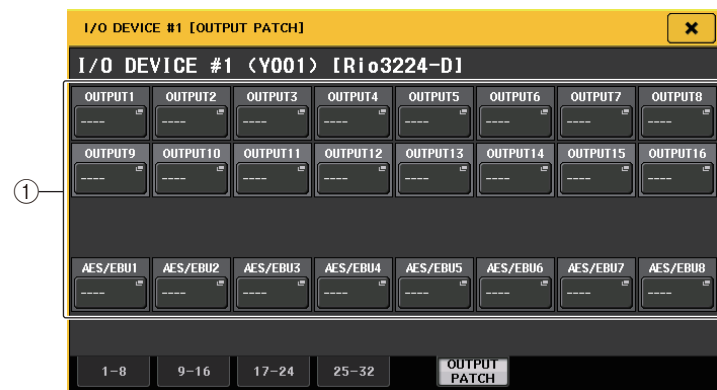 I/O DEVICE #1 [OUTPUT PATCH]
I/O DEVICE #1 (Y001) [Rio3224-D]
OUTPUT1 OUTPUT2 OUTPUT3 OUTPUT4 OUTPUT5 OUTPUT6 OUTPUT7 OUTPUT8
---- ---- ---- ---- ---- ---- ---- ----
OUTPUT9 OUTPUT10 OUTPUT11 OUTPUT12 OUTPUT13 OUTPUT14 OUTPUT15 OUTPUT16
---- ---- ---- ---- ---- ---- ---- ----
①
AES/EBU1 AES/EBU2 AES/EBU3 AES/EBU4 AES/EBU5 AES/EBU6 AES/EBU7 AES/EBU8
---- ---- ---- ---- ---- ---- ---- ----
1-8 9-16 17-24 25-32 OUTPUT
PATCH